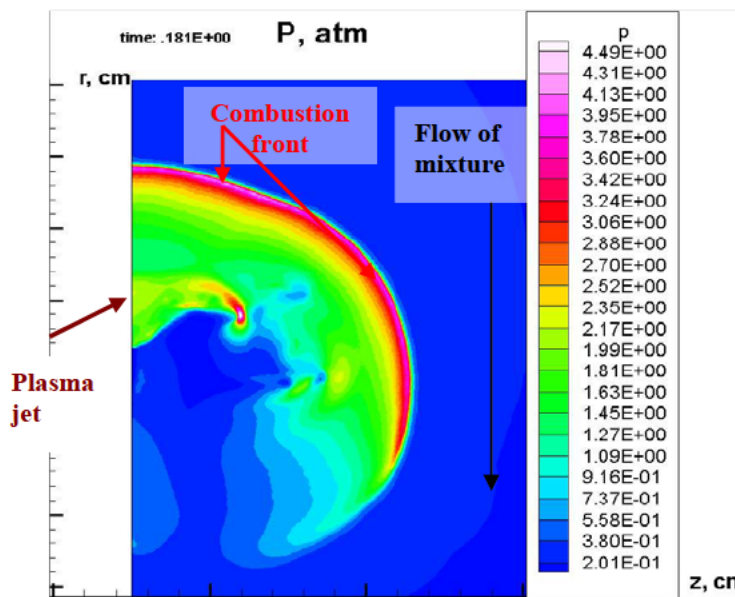 time: .181E+00
P, atm
r, cm
Combustion
front
Flow of
mixture
Plasma
jet
p
4.49E+00
4.31E+00
4.13E+00
3.95E+00
3.78E+00
3.60E+00
3.42E+00
3.24E+00
3.06E+00
2.88E+00
2.70E+00
2.52E+00
2.35E+00
2.17E+00
1.99E+00
1.81E+00
1.63E+00
1.45E+00
1.27E+00
1.09E+00
9.16E-01
7.37E-01
5.58E-01
3.80E-01
2.01E-01
z, cm